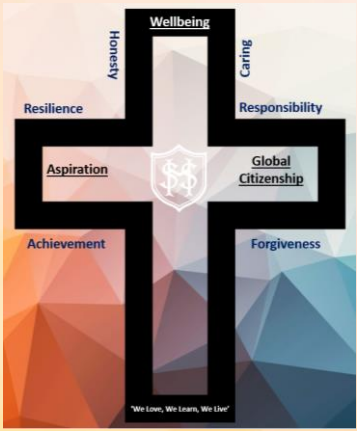 Wellbeing
Honesty
Caring
Resilience
Responsibility
Aspiration
Global
Citizenship
Achievement
Forgiveness
'We Love, We Learn, We Live'